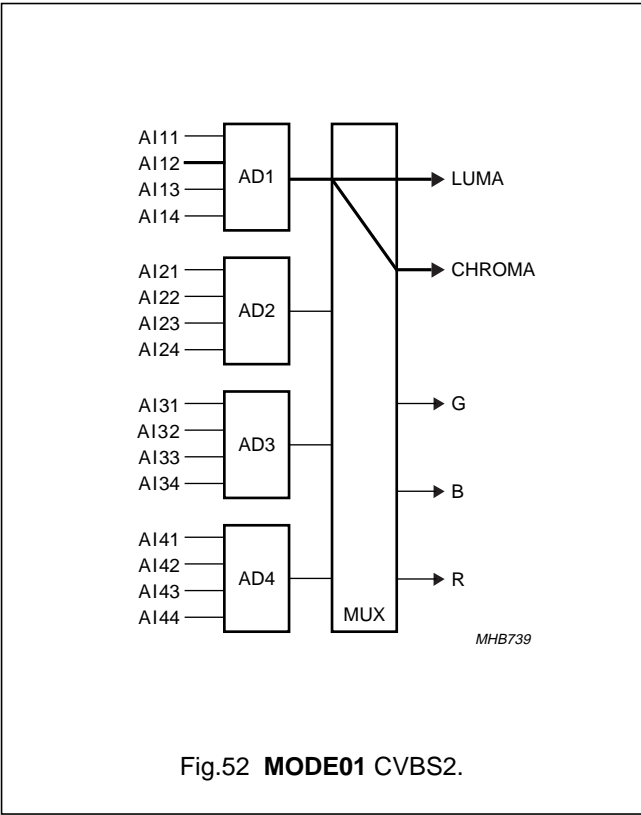 AI11
AI12
AI13
AI14
AD1
LUMA
CHROMA
AI21
AI22
AI23
AI24
AD2
AI31
AI32
AI33
AI34
AD3
G
B
AI41
AI42
AI43
AI44
AD4
R
MUX
MHB739
Fig.52 MODE01 CVBS2.